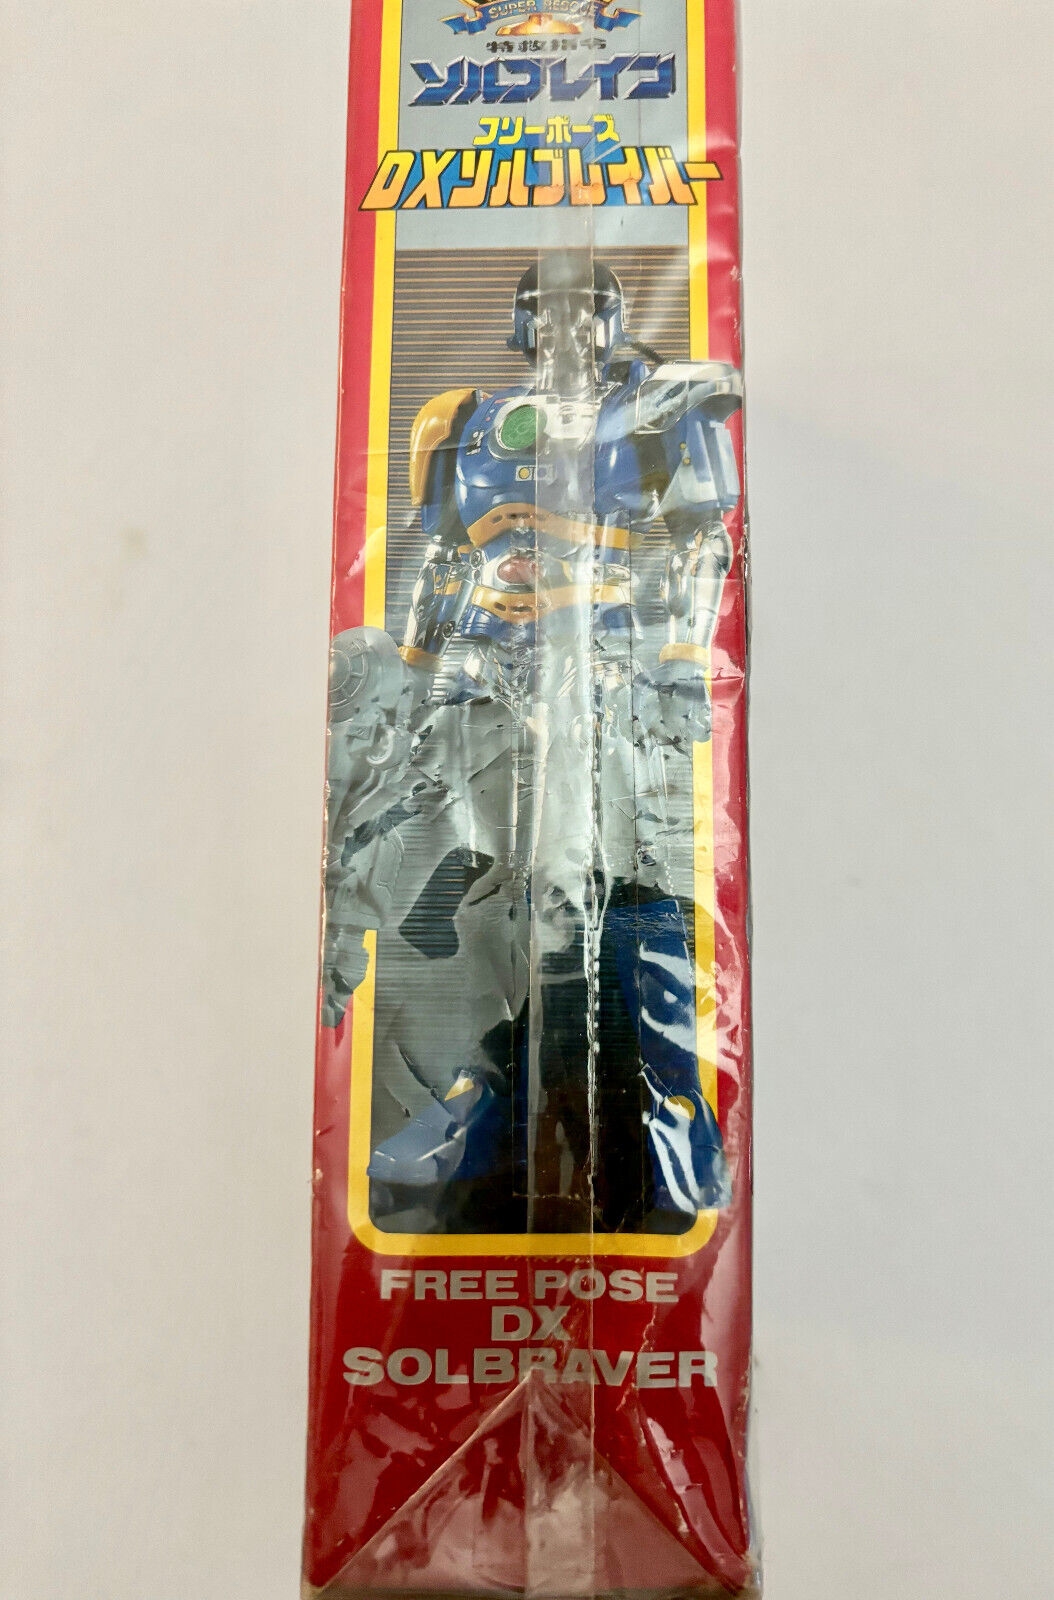 SUPER RESCUE
特救指令
ソルブレイン
フリーポーズ
DXソルブレイバー
FREE POSE
DX
SOLBRAVER